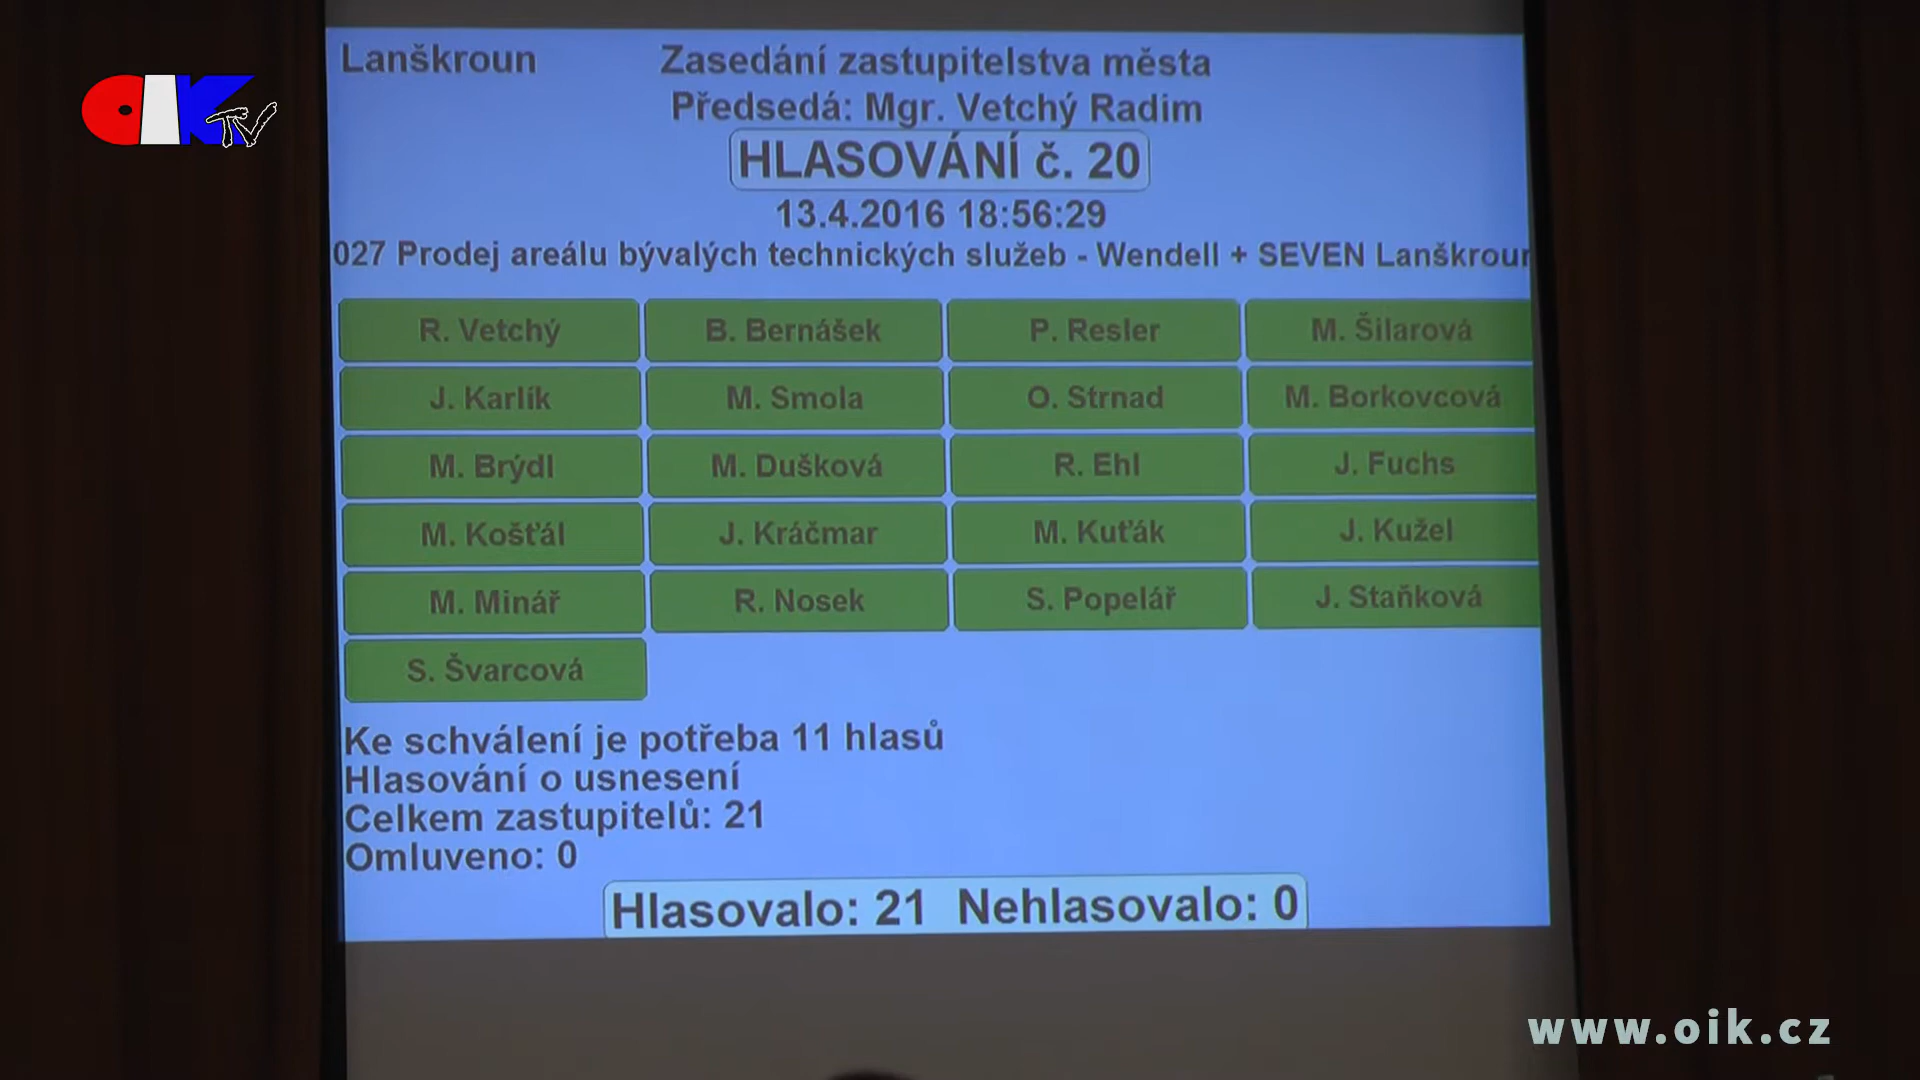 OIK TV
Lanškroun
Zasedání zastupitelstva města
Předsedá: Mgr. Vetchý Radim
HLASOVÁNÍ č. 20
13.4.2016 18:56:29
027 Prodej areálu bývalých technických služeb - Wendell + SEVEN Lanškroun
R. Vetchý B. Bernášek P. Resler M. Šilarová
J. Karlík M. Smola O. Strnad M. Borkovcová
M. Brýdl M. Dušková R. Ehl J. Fuchs
M. Košťál J. Kráčmar M. Kuťák J. Kužel
M. Minář R. Nosek S. Popelář J. Staňková
S. Švarcová
Ke schválení je potřeba 11 hlasů
Hlasování o usnesení
Celkem zastupitelů: 21
Omluveno: 0
Hlasovalo: 21 Nehlasovalo: 0
www.oik.cz